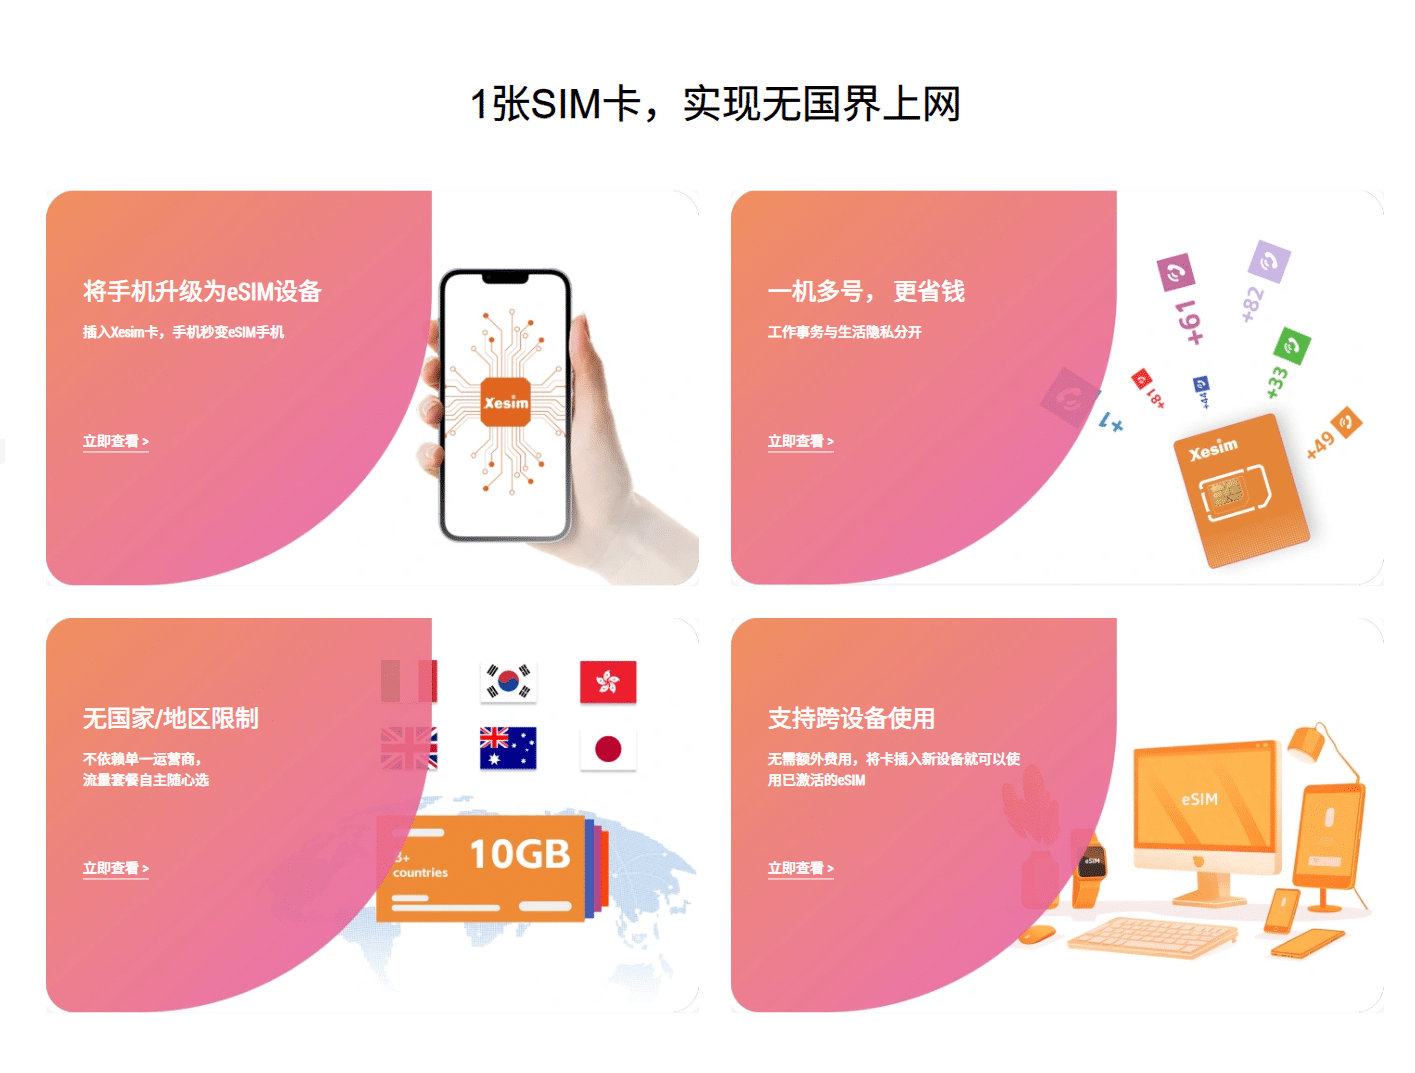 1张SIM卡，实现无国界上网
将手机升级为eSIM设备
插入Xesim卡，手机秒变eSIM手机
立即查看 >
Xesim
一机多号， 更省钱
工作事务与生活隐私分开
立即查看 >
+61
+82
+33
+81
+44
+1
+49
Xesim
无国家/地区限制
不依赖单一运营商，
流量套餐自主随心选
立即查看 >
10GB
3+
countries
支持跨设备使用
无需额外费用，将卡插入新设备就可以使
用已激活的eSIM
立即查看 >
eSIM
eSIM